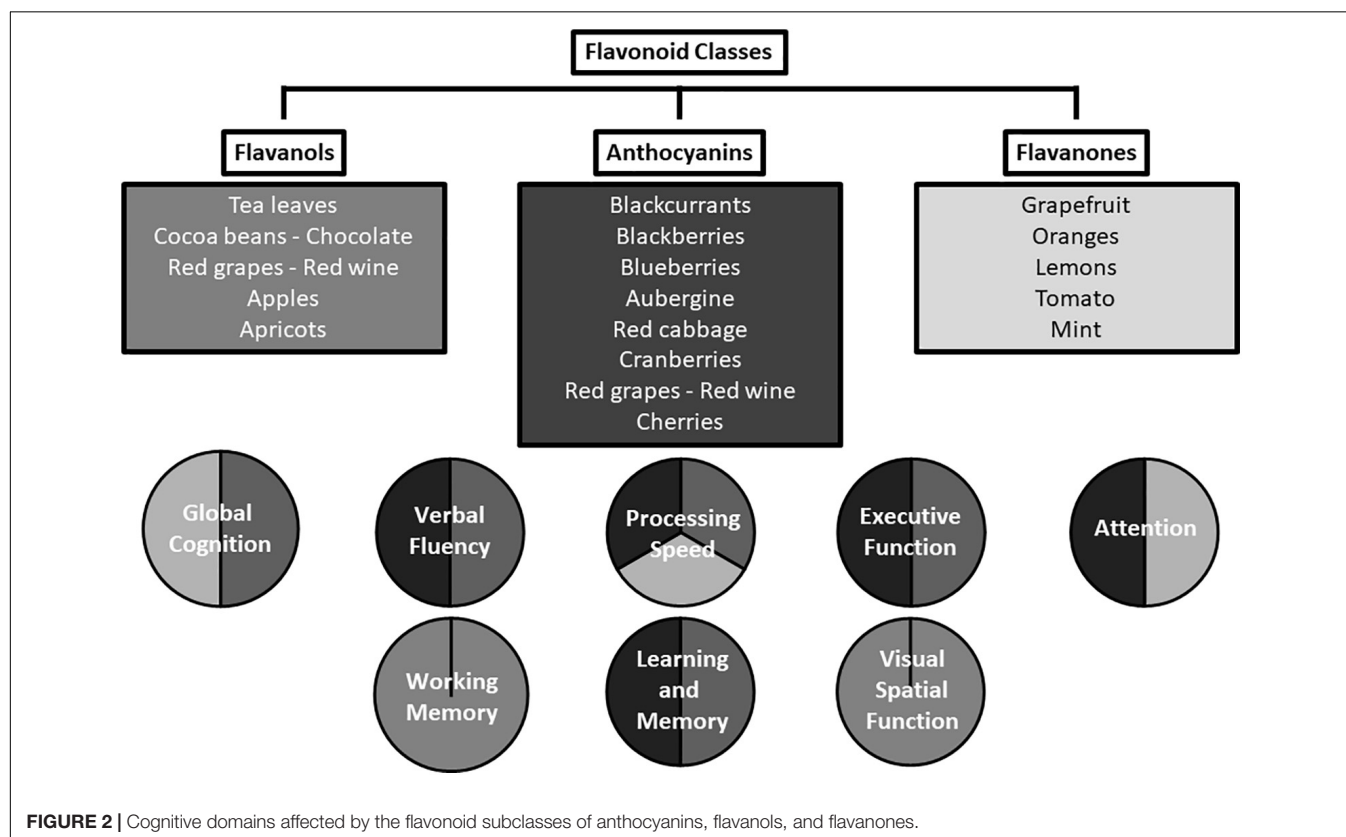 Flavonoid Classes
Flavanols
Anthocyanins
Flavanones
Tea leaves
Cocoa beans - Chocolate
Red grapes - Red wine
Apples
Apricots
Blackcurrants
Blackberries
Blueberries
Aubergine
Red cabbage
Cranberries
Red grapes - Red wine
Cherries
Grapefruit
Oranges
Lemons
Tomato
Mint
Global
Cognition
Verbal
Fluency
Processing
Speed
Executive
Function
Attention
Working
Memory
Learning
and
Memory
Visual
Spatial
Function
FIGURE 2 | Cognitive domains affected by the flavonoid subclasses of anthocyanins, flavanols, and flavanones.